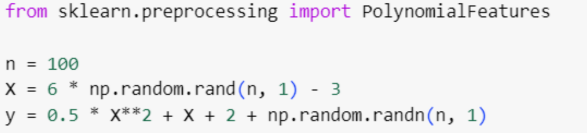 from sklearn.preprocessing import PolynomialFeatures
n = 100
X = 6 * np.random.rand(n, 1) - 3
y = 0.5 * X**2 + X + 2 + np.random.randn(n, 1)